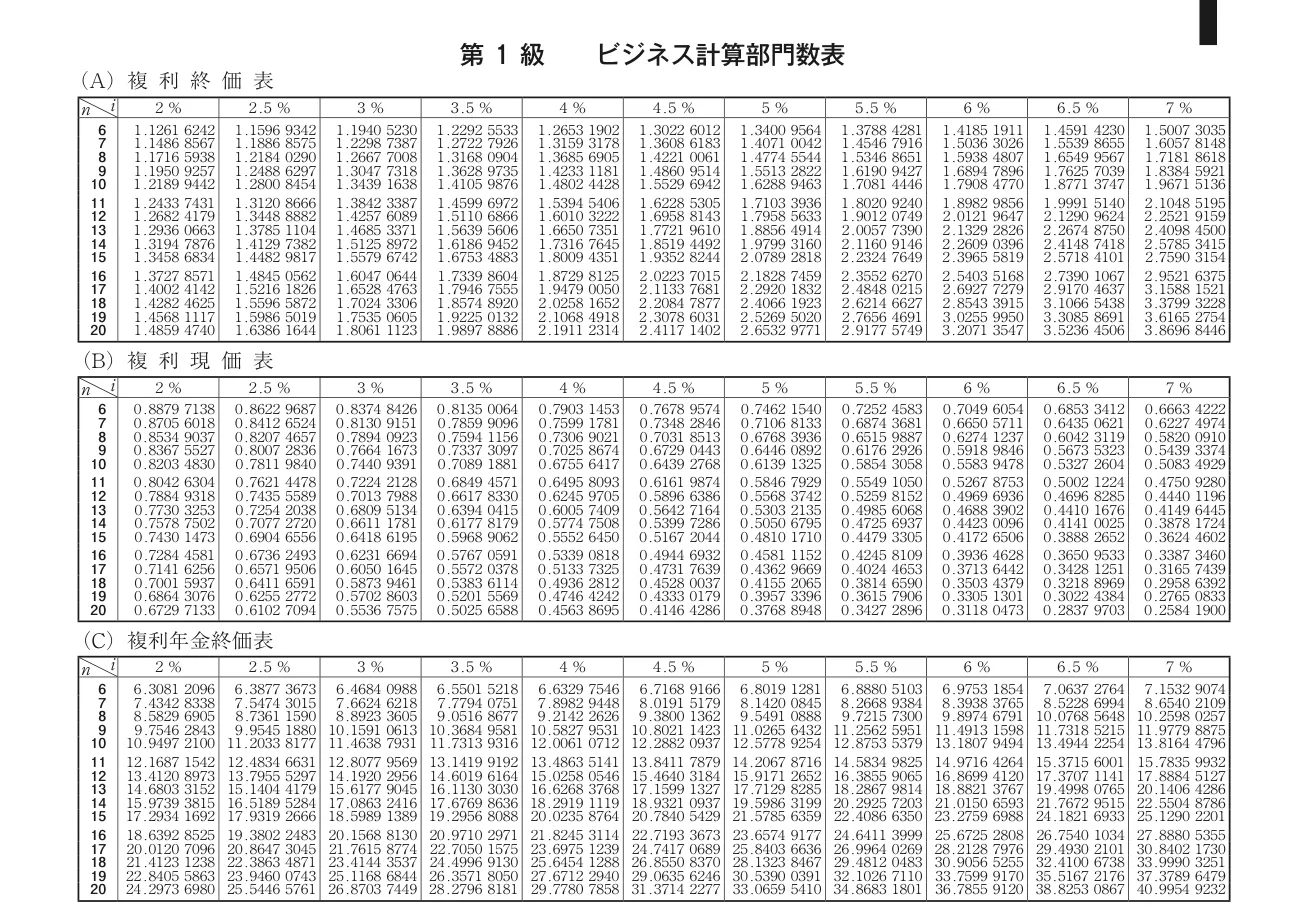 第 1 級 ビジネス計算部門数表
(A) 複 利 終 価 表
n i 2 % 2.5 % 3 % 3.5 % 4 % 4.5 % 5 % 5.5 % 6 % 6.5 % 7 %
6 1.1261 6242 1.1596 9342 1.1940 5230 1.2292 5533 1.2653 1902 1.3022 6012 1.3400 9564 1.3788 4281 1.4185 1911 1.4591 4230 1.5007 3035
7 1.1486 8567 1.1886 8575 1.2298 7387 1.2722 7926 1.3159 3178 1.3608 6183 1.4071 0042 1.4546 7916 1.5036 3026 1.5539 8655 1.6057 8148
8 1.1716 5938 1.2184 0290 1.2667 7008 1.3168 0904 1.3685 6905 1.4221 0061 1.4774 5544 1.5346 8651 1.5938 4807 1.6549 9567 1.7181 8618
9 1.1950 9257 1.2488 6297 1.3047 7318 1.3628 9735 1.4233 1181 1.4860 9514 1.5513 2822 1.6190 9427 1.6894 7896 1.7625 7039 1.8384 5921
10 1.2189 9442 1.2800 8454 1.3439 1638 1.4105 9876 1.4802 4428 1.5529 6942 1.6288 9463 1.7081 4446 1.7908 4770 1.8771 3747 1.9671 5136
11 1.2433 7431 1.3120 8666 1.3842 3387 1.4599 6972 1.5394 5406 1.6228 5305 1.7103 3936 1.8020 9240 1.8982 9856 1.9991 5140 2.1048 5195
12 1.2682 4179 1.3448 8882 1.4257 6089 1.5110 6866 1.6010 3222 1.6958 8143 1.7958 5633 1.9012 0749 2.0121 9647 2.1290 9624 2.2521 9159
13 1.2936 0663 1.3785 1104 1.4685 3371 1.5639 5606 1.6650 7351 1.7721 9610 1.8856 4914 2.0057 7390 2.1329 2826 2.2674 8750 2.4098 4500
14 1.3194 7876 1.4129 7382 1.5125 8972 1.6186 9452 1.7316 7645 1.8519 4492 1.9799 3160 2.1160 9146 2.2609 0396 2.4148 7418 2.5785 3415
15 1.3458 6834 1.4482 9817 1.5579 6742 1.6753 4883 1.8009 4351 1.9352 8244 2.0789 2818 2.2324 7649 2.3965 5819 2.5718 4101 2.7590 3154
16 1.3727 8571 1.4845 0562 1.6047 0644 1.7339 8604 1.8729 8125 2.0223 7015 2.1828 7459 2.3552 6270 2.5403 5168 2.7390 1067 2.9521 6375
17 1.4002 4142 1.5216 1826 1.6528 4763 1.7946 7555 1.9479 0050 2.1133 7681 2.2920 1832 2.4848 0215 2.6927 7279 2.9170 4637 3.1588 1521
18 1.4282 4625 1.5596 5872 1.7024 3306 1.8574 8920 2.0258 1652 2.2084 7877 2.4066 1923 2.6214 6627 2.8543 3915 3.1066 5438 3.3799 3228
19 1.4568 1117 1.5986 5019 1.7535 0605 1.9225 0132 2.1068 4918 2.3078 6031 2.5269 5020 2.7656 4691 3.0255 9950 3.3085 8691 3.6165 2754
20 1.4859 4740 1.6386 1644 1.8061 1123 1.9897 8886 2.1911 2314 2.4117 1402 2.6532 9771 2.9177 5749 3.2071 3547 3.5236 4506 3.8696 8446
(B) 複 利 現 価 表
n i 2 % 2.5 % 3 % 3.5 % 4 % 4.5 % 5 % 5.5 % 6 % 6.5 % 7 %
6 0.8879 7138 0.8622 9687 0.8374 8426 0.8135 0064 0.7903 1453 0.7678 9574 0.7462 1540 0.7252 4583 0.7049 6054 0.6853 3412 0.6663 4222
7 0.8705 6018 0.8412 6524 0.8130 9151 0.7859 9096 0.7599 1781 0.7348 2846 0.7106 8133 0.6874 3681 0.6650 5711 0.6435 0621 0.6227 4974
8 0.8534 9037 0.8207 4657 0.7894 0923 0.7594 1156 0.7306 9021 0.7031 8513 0.6768 3936 0.6515 9887 0.6274 1237 0.6042 3119 0.5820 0910
9 0.8367 5527 0.8007 2836 0.7664 1673 0.7337 3097 0.7025 8674 0.6729 0443 0.6446 0892 0.6176 2926 0.5918 9846 0.5673 5323 0.5439 3374
10 0.8203 4830 0.7811 9840 0.7440 9391 0.7089 1881 0.6755 6417 0.6439 2768 0.6139 1325 0.5854 3058 0.5583 9478 0.5327 2604 0.5083 4929
11 0.8042 6304 0.7621 4478 0.7224 2128 0.6849 4571 0.6495 8093 0.6161 9874 0.5846 7929 0.5549 1050 0.5267 8753 0.5002 1224 0.4750 9280
12 0.7884 9318 0.7435 5589 0.7013 7988 0.6617 8330 0.6245 9705 0.5896 6386 0.5568 3742 0.5259 8152 0.4969 6936 0.4696 8285 0.4440 1196
13 0.7730 3253 0.7254 2038 0.6809 5134 0.6394 0415 0.6005 7409 0.5642 7164 0.5303 2135 0.4985 6068 0.4688 3902 0.4410 1676 0.4149 6445
14 0.7578 7502 0.7077 2720 0.6611 1781 0.6177 8179 0.5774 7508 0.5399 7286 0.5050 6795 0.4725 6937 0.4423 0096 0.4141 0025 0.3878 1724
15 0.7430 1473 0.6904 6556 0.6418 6195 0.5968 9062 0.5552 6450 0.5167 2044 0.4810 1710 0.4479 3305 0.4172 6506 0.3888 2652 0.3624 4602
16 0.7284 4581 0.6736 2493 0.6231 6694 0.5767 0591 0.5339 0818 0.4944 6932 0.4581 1152 0.4245 8109 0.3936 4628 0.3650 9533 0.3387 3460
17 0.7141 6256 0.6571 9506 0.6050 1645 0.5572 0378 0.5133 7325 0.4731 7639 0.4362 9669 0.4024 4653 0.3713 6442 0.3428 1251 0.3165 7439
18 0.7001 5937 0.6411 6591 0.5873 9461 0.5383 6114 0.4936 2812 0.4528 0037 0.4155 2065 0.3814 6590 0.3503 4379 0.3218 8969 0.2958 6392
19 0.6864 3076 0.6255 2772 0.5702 8603 0.5201 5569 0.4746 4242 0.4333 0179 0.3957 3396 0.3615 7906 0.3305 1301 0.3022 4384 0.2765 0833
20 0.6729 7133 0.6102 7094 0.5536 7575 0.5025 6588 0.4563 8695 0.4146 4286 0.3768 8948 0.3427 2896 0.3118 0473 0.2837 9703 0.2584 1900
(C) 複利年金終価表
n i 2 % 2.5 % 3 % 3.5 % 4 % 4.5 % 5 % 5.5 % 6 % 6.5 % 7 %
6 6.3081 2096 6.3877 3673 6.4684 0988 6.5501 5218 6.6329 7546 6.7168 9166 6.8019 1281 6.8880 5103 6.9753 1854 7.0637 2764 7.1532 9074
7 7.4342 8338 7.5474 3015 7.6624 6218 7.7794 0751 7.8982 9448 8.0191 5179 8.1420 0845 8.2668 9384 8.3938 3765 8.5228 6994 8.6540 2109
8 8.5829 6905 8.7361 1590 8.8923 3605 9.0516 8677 9.2142 2626 9.3800 1362 9.5491 0888 9.7215 7300 9.8974 6791 10.0768 5648 10.2598 0257
9 9.7546 2843 9.9545 1880 10.1591 0613 10.3684 9581 10.5827 9531 10.8021 1423 11.0265 6432 11.2562 5951 11.4913 1598 11.7318 5215 11.9779 8875
10 10.9497 2100 11.2033 8177 11.4638 7931 11.7313 9316 12.0061 0712 12.2882 0937 12.5778 9254 12.8753 5379 13.1807 9494 13.4944 2254 13.8164 4796
11 12.1687 1542 12.4834 6631 12.8077 9569 13.1419 9192 13.4863 5141 13.8411 7879 14.2067 8716 14.5834 9825 14.9716 4264 15.3715 6001 15.7835 9932
12 13.4120 8973 13.7955 5297 14.1920 2956 14.6019 6164 15.0258 0546 15.4640 3184 15.9171 2652 16.3855 9065 16.8699 4120 17.3707 1141 17.8884 5127
13 14.6803 3152 15.1404 4179 15.6177 9045 16.1130 3030 16.6268 3768 17.1599 1327 17.7129 8285 18.2867 9814 18.8821 3767 19.4998 0765 20.1406 4286
14 15.9739 3815 16.5189 5284 17.0863 2416 17.6769 8636 18.2919 1119 18.9321 0937 19.5986 3199 20.2925 7203 21.0150 6593 21.7672 9515 22.5504 8786
15 17.2934 1692 17.9319 2666 18.5989 1389 19.2956 8088 20.0235 8764 20.7840 5429 21.5785 6359 22.4086 6350 23.2759 6988 24.1821 6933 25.1290 2201
16 18.6392 8525 19.3802 2483 20.1568 8130 20.9710 2971 21.8245 3114 22.7193 3673 23.6574 9177 24.6411 3999 25.6725 2808 26.7540 1034 27.8880 5355
17 20.0120 7096 20.8647 3045 21.7615 8774 22.7050 1575 23.6975 1239 24.7417 0689 25.8403 6636 26.9964 0269 28.2128 7976 29.4930 2101 30.8402 1730
18 21.4123 1238 22.3863 4871 23.4144 3537 24.4996 9130 25.6454 1288 26.8550 8370 28.1323 8467 29.4812 0483 30.9056 5255 32.4100 6738 33.9990 3251
19 22.8405 5863 23.9460 0743 25.1168 6844 26.3571 8050 27.6712 2940 29.0635 6246 30.5390 0391 32.1026 7110 33.7599 9170 35.5167 2176 37.3789 6479
20 24.2973 6980 25.5446 5761 26.8703 7449 28.2796 8181 29.7780 7858 31.3714 2277 33.0659 5410 34.8683 1801 36.7855 9120 38.8253 0867 40.9954 9232